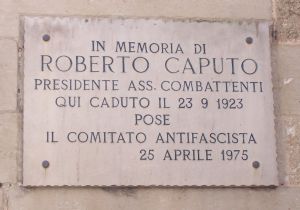 IN MEMORIA DI
ROBERTO CAPUTO
PRESIDENTE ASS. COMBATTENTI
QUI CADUTO IL 23 9 1923
POSE
IL COMITATO ANTIFASCISTA
25 APRILE 1975